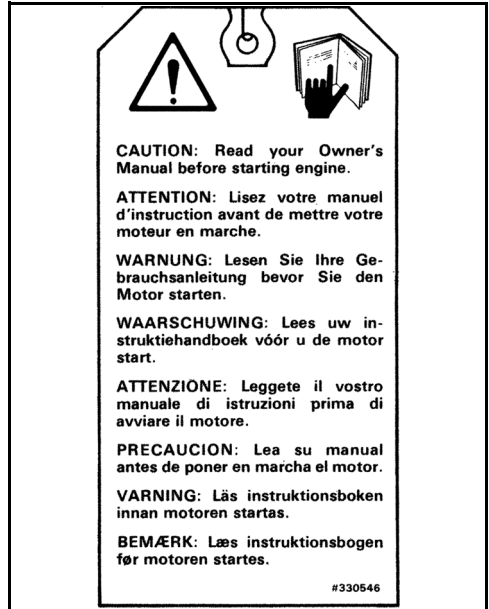 CAUTION: Read your Owner's
Manual before starting engine.
ATTENTION: Lisez votre manuel
d'instruction avant de mettre votre
moteur en marche.
WARNUNG: Lesen Sie Ihre Ge-
brauchsanleitung bevor Sie den
Motor starten.
WAARSCHUWING: Lees uw in-
struktiehandboek vóór u de motor
start.
ATTENZIONE: Leggete il vostro
manuale di istruzioni prima di
avviare il motore.
PRECAUCION: Lea su manual
antes de poner en marcha el motor.
VARNING: Läs instruktionsboken
innan motoren startas.
BEMÆRK: Læs instruktionsbogen
før motoren startes.
#330546